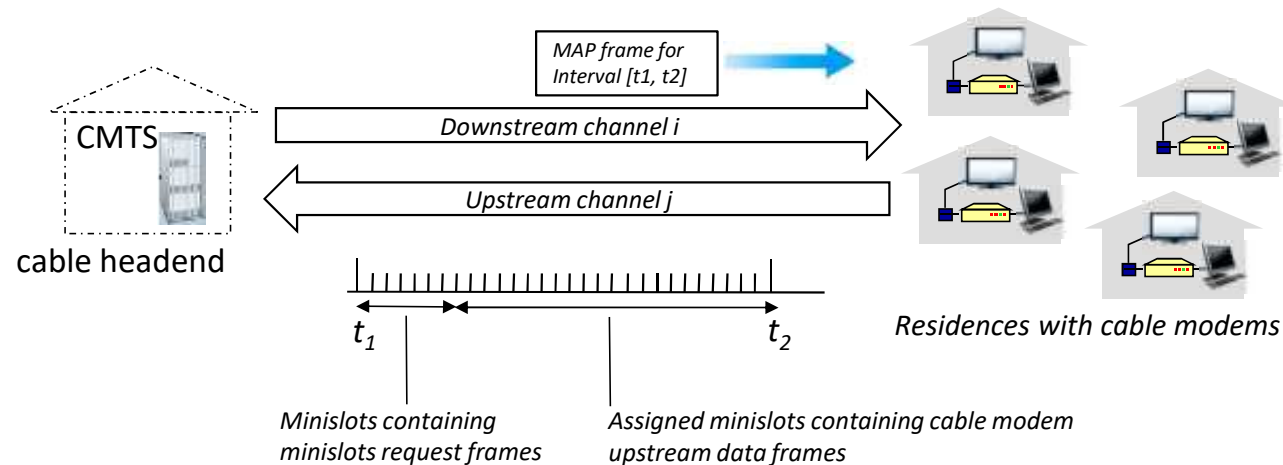 MAP frame for
Interval [t1, t2]
CMTS
Downstream channel i
Upstream channel j
cable headend
t₁
t₂
Residences with cable modems
Minislots containing
minislots request frames
Assigned minislots containing cable modem
upstream data frames